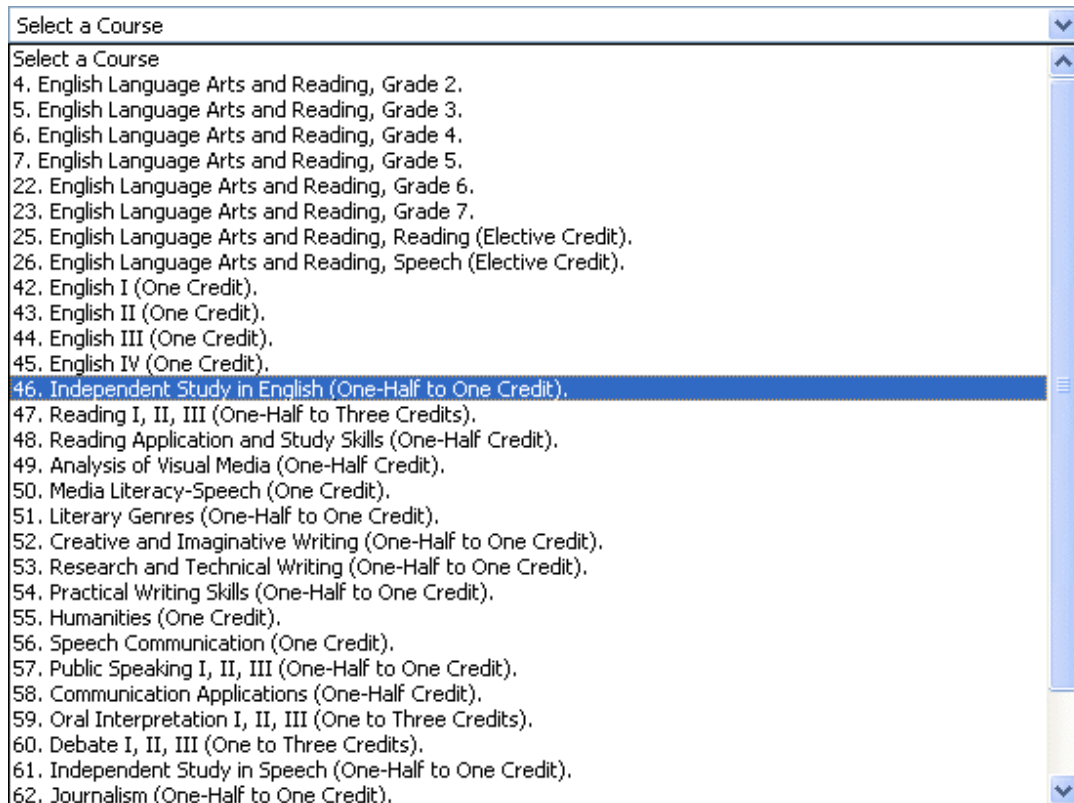 Select a Course
Select a Course
4. English Language Arts and Reading, Grade 2.
5. English Language Arts and Reading, Grade 3.
6. English Language Arts and Reading, Grade 4.
7. English Language Arts and Reading, Grade 5.
22. English Language Arts and Reading, Grade 6.
23. English Language Arts and Reading, Grade 7.
25. English Language Arts and Reading, Reading (Elective Credit).
26. English Language Arts and Reading, Speech (Elective Credit).
42. English I (One Credit).
43. English II (One Credit).
44. English III (One Credit).
45. English IV (One Credit).
46. Independent Study in English (One-Half to One Credit).
47. Reading I, II, III (One-Half to Three Credits).
48. Reading Application and Study Skills (One-Half Credit).
49. Analysis of Visual Media (One-Half Credit).
50. Media Literacy-Speech (One Credit).
51. Literary Genres (One-Half to One Credit).
52. Creative and Imaginative Writing (One-Half to One Credit).
53. Research and Technical Writing (One-Half to One Credit).
54. Practical Writing Skills (One-Half to One Credit).
55. Humanities (One Credit).
56. Speech Communication (One Credit).
57. Public Speaking I, II, III (One-Half to One Credit).
58. Communication Applications (One-Half Credit).
59. Oral Interpretation I, II, III (One to Three Credits).
60. Debate I, II, III (One to Three Credits).
61. Independent Study in Speech (One-Half to One Credit).
62. Journalism (One-Half to One Credit).